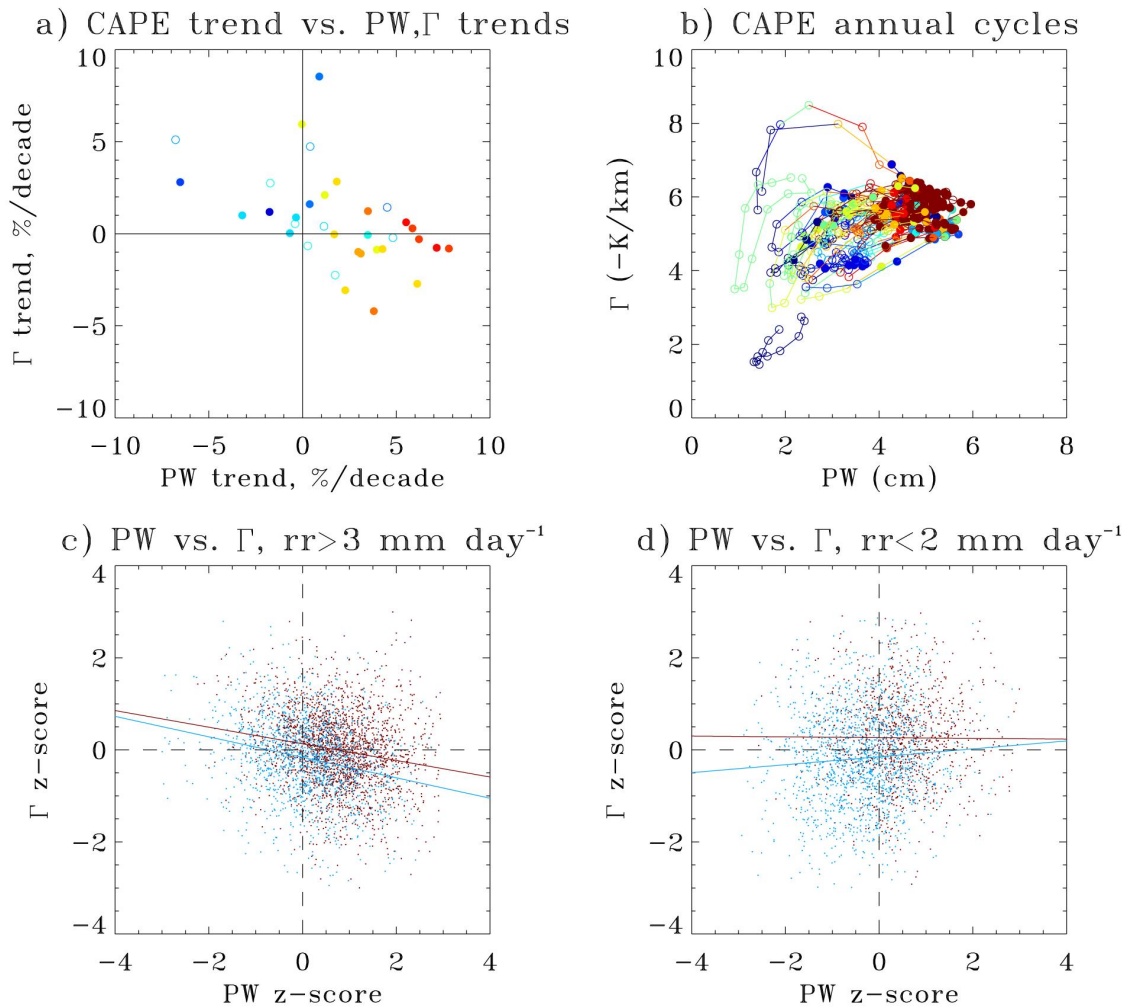 a) CAPE trend vs. PW,Γ trends
10
5
0
−5
−10
Γ trend, %/decade
−10 −5 0 5 10
PW trend, %/decade
b) CAPE annual cycles
10
8
6
4
2
0
Γ (−K/km)
0 2 4 6 8
PW (cm)
c) PW vs. Γ, rr>3 mm day⁻¹
4
2
0
−2
−4
Γ z−score
−4 −2 0 2 4
PW z−score
d) PW vs. Γ, rr<2 mm day⁻¹
4
2
0
−2
−4
Γ z−score
−4 −2 0 2 4
PW z−score